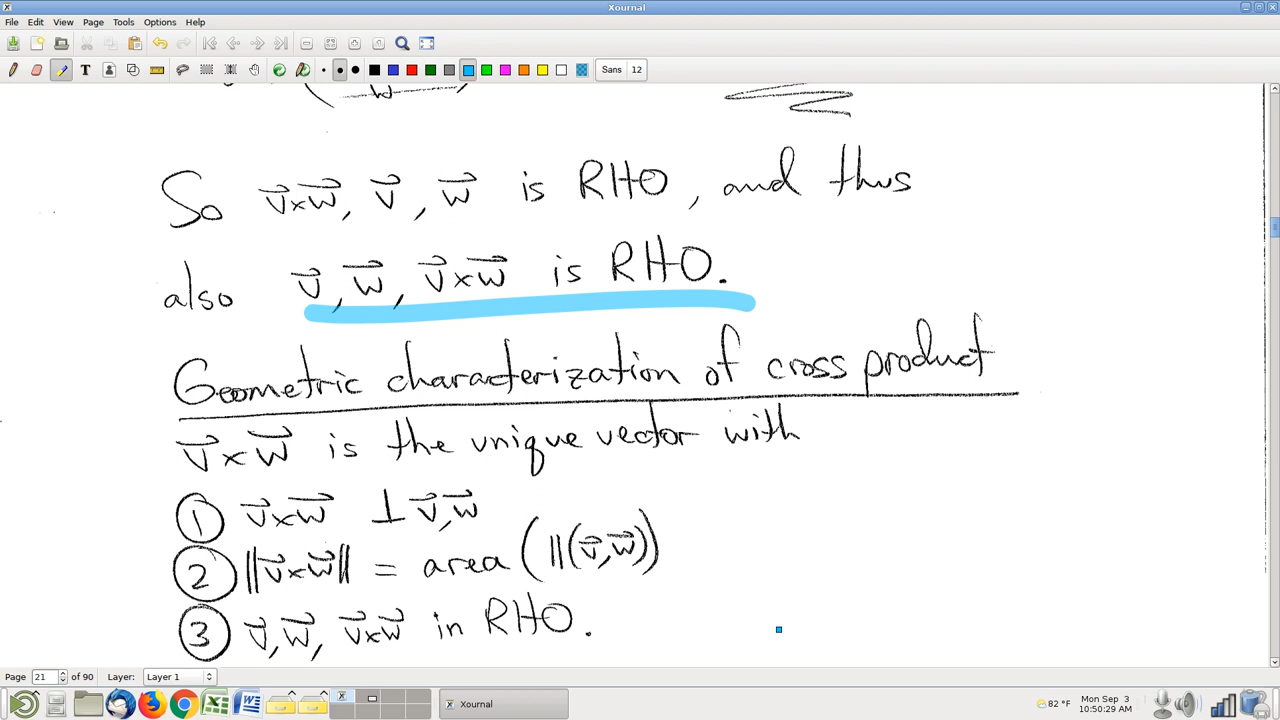 Xournal
File Edit View Page Tools Options Help
Sans 12
w⃗
So v⃗×w⃗, v⃗, w⃗ is RHO, and thus
also v⃗, w⃗, v⃗×w⃗ is RHO.
Geometric characterization of cross product
v⃗×w⃗ is the unique vector with
① v⃗×w⃗ ⊥ v⃗,w⃗
② ||v⃗×w⃗|| = area (||(v⃗,w⃗))
③ v⃗, w⃗, v⃗×w⃗ in RHO.
Page 21 of 90 Layer: Layer 1
Xournal
82 °F
Mon Sep 3
10:50:29 AM